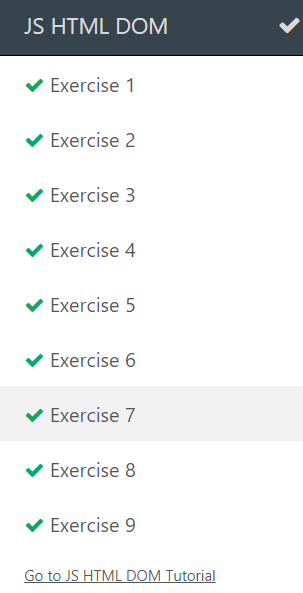 JS HTML DOM
Exercise 1
Exercise 2
Exercise 3
Exercise 4
Exercise 5
Exercise 6
Exercise 7
Exercise 8
Exercise 9
Go to JS HTML DOM Tutorial